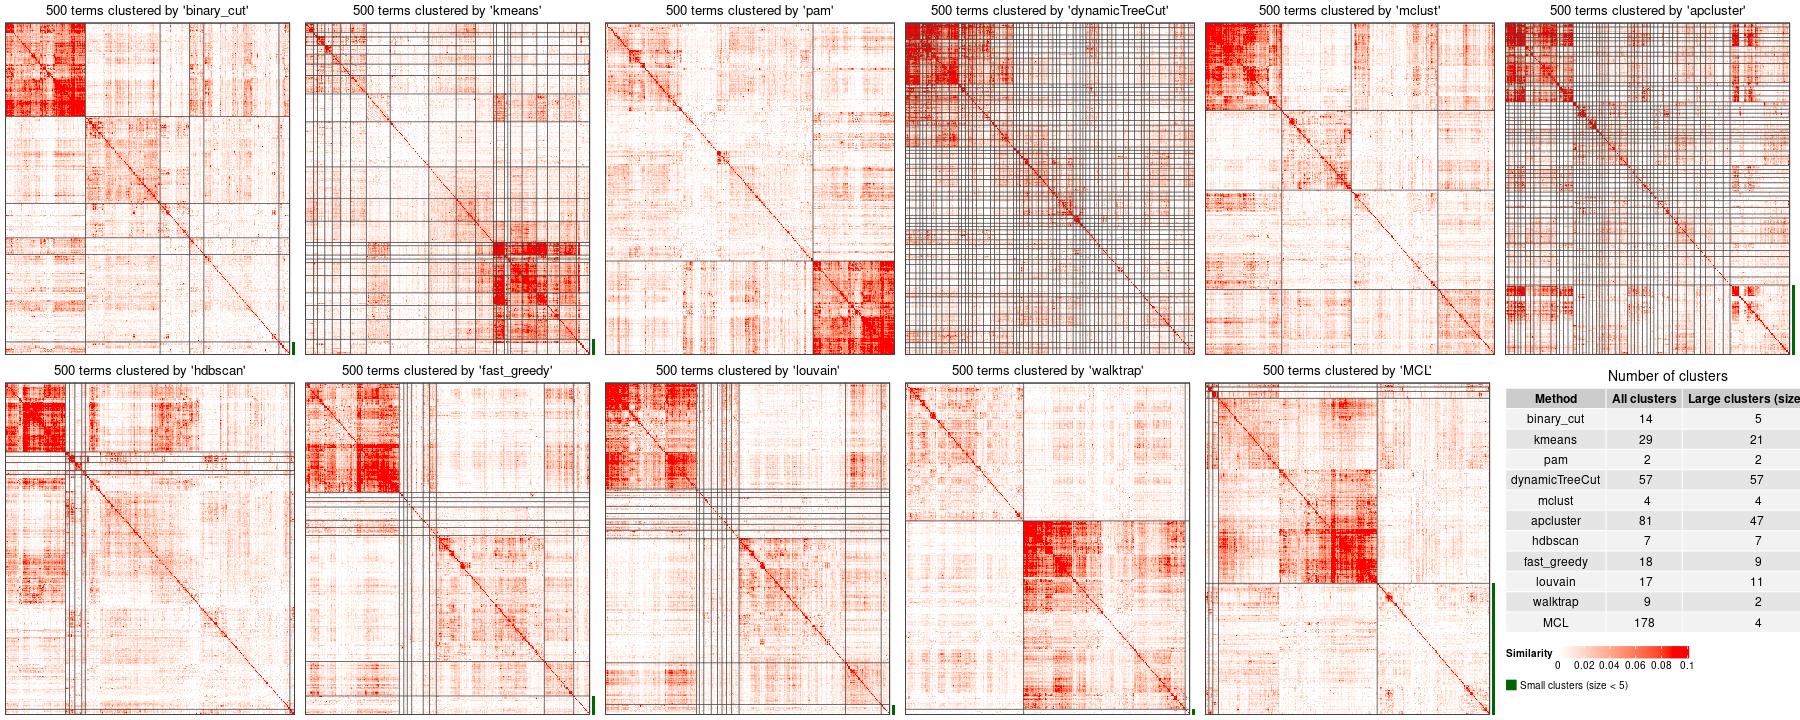 500 terms clustered by 'binary_cut'
500 terms clustered by 'kmeans'
500 terms clustered by 'pam'
500 terms clustered by 'dynamicTreeCut'
500 terms clustered by 'mclust'
500 terms clustered by 'apcluster'
500 terms clustered by 'hdbscan'
500 terms clustered by 'fast_greedy'
500 terms clustered by 'louvain'
500 terms clustered by 'walktrap'
500 terms clustered by 'MCL'
Number of clusters
Method All clusters Large clusters (size
binary_cut 14 5
kmeans 29 21
pam 2 2
dynamicTreeCut 57 57
mclust 4 4
apcluster 81 47
hdbscan 7 7
fast_greedy 18 9
louvain 17 11
walktrap 9 2
MCL 178 4
Similarity
0 0.02 0.04 0.06 0.08 0.1
Small clusters (size < 5)